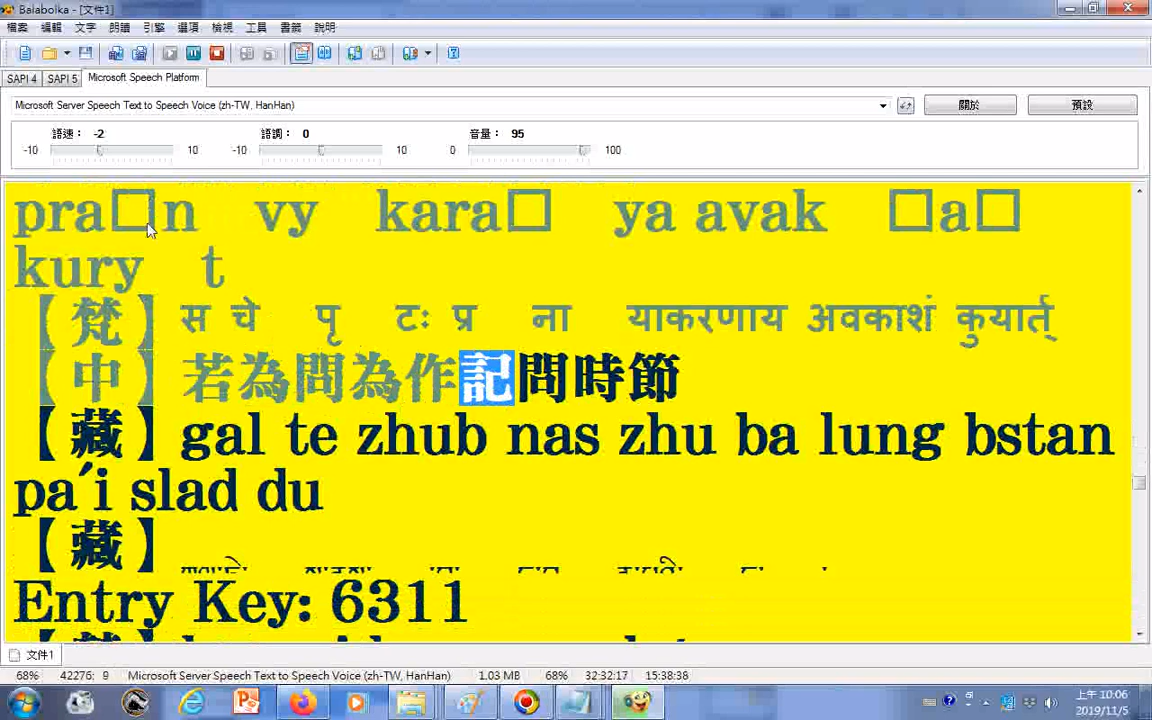 Balabolka - [文件1]
檔案 編輯 文字 朗讀 引擎 選項 檢視 工具 書籤 說明
SAPI 4 SAPI 5 Microsoft Speech Platform
Microsoft Server Speech Text to Speech Voice (zh-TW, HanHan) 關於 預設
語速： -2 語調： 0 音量： 95
-10 10 -10 10 0 100
pra□n vy kara□ ya avak □a□
kury t
【梵】स चे पृ टः प्र ना याकरणाय अवकाशं कुयार्त्
【中】若為問為作記問時節
【藏】gal te zhub nas zhu ba lung bstan
pa'i slad du
【藏】
Entry Key: 6311
文件1
68% 42276: 9 Microsoft Server Speech Text to Speech Voice (zh-TW, HanHan) 1.03 MB 68% 32:32:17 15:38:38
上午 10:06
2019/11/5